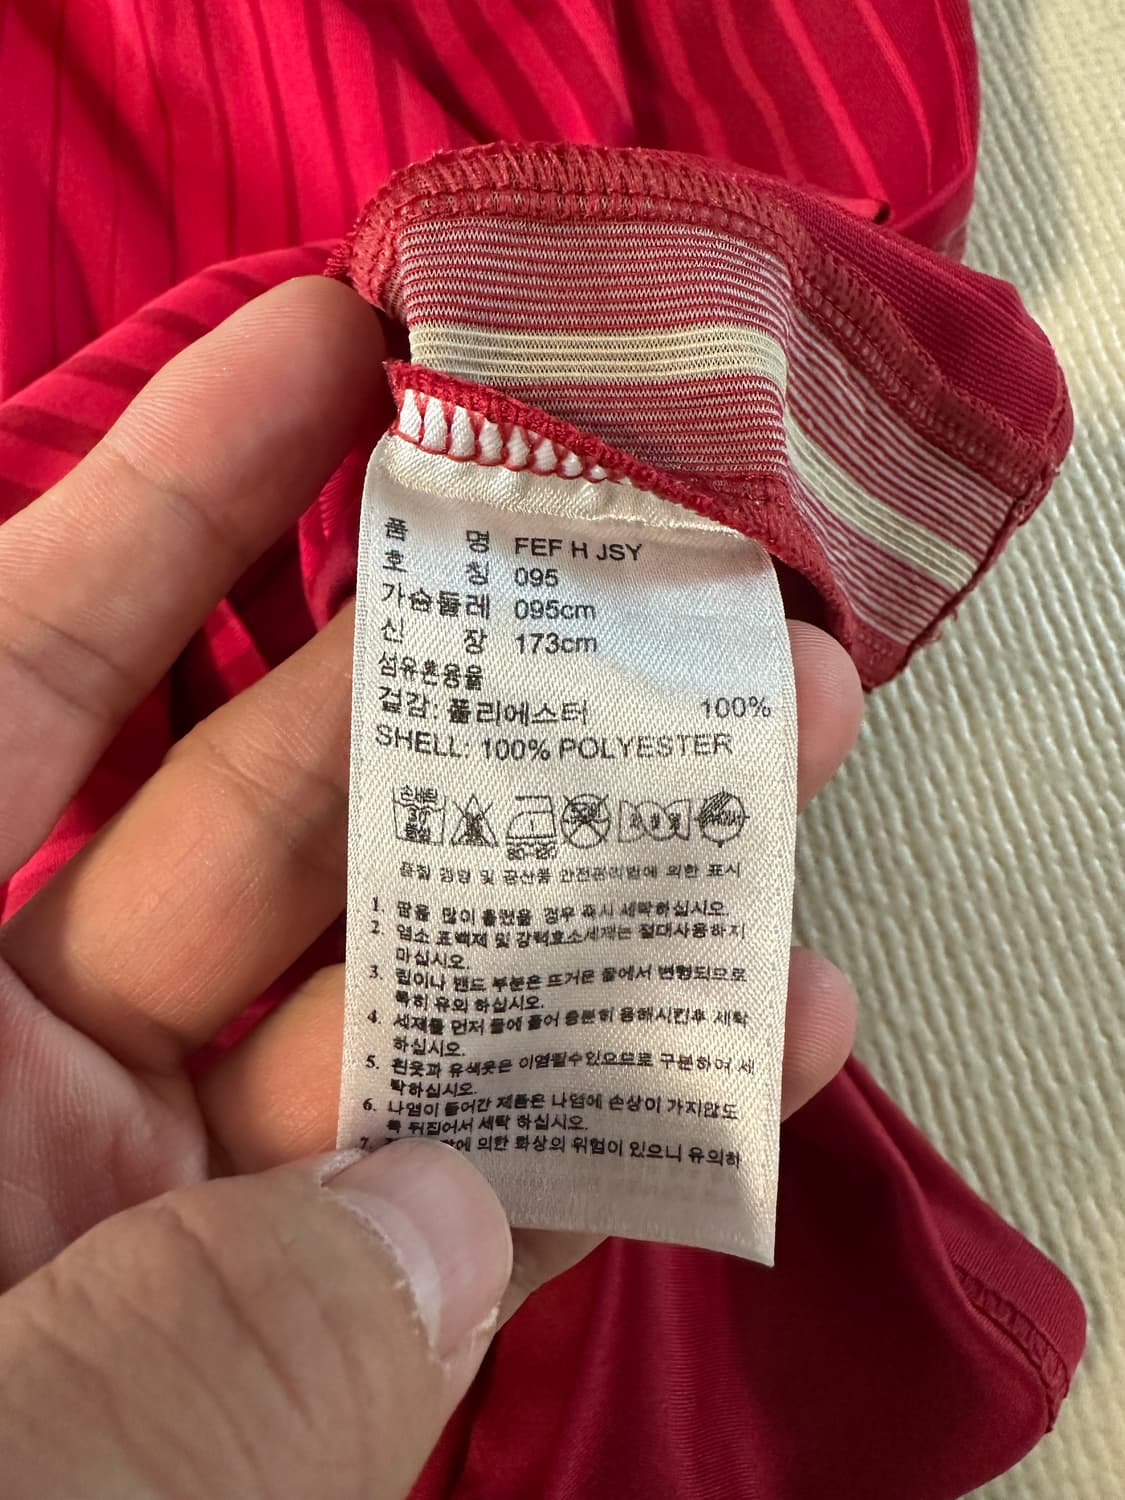 품 명 FEF H JSY
호 칭 095
가슴둘레 095cm
신 장 173cm
섬유혼용율
겉감: 폴리에스터 100%
SHELL: 100% POLYESTER
손세탁
30
중성
80-120
품질 경영 및 공산품 안전관리법에 의한 표시
1. 땀을 많이 흘렸을 경우 즉시 세탁하십시오.
2. 염소 표백제 및 강력효소세제는 절대사용하지
마십시오.
3. 립이나 밴드 부분은 뜨거운 물에서 변형되므로
특히 유의 하십시오.
4. 세제를 먼저 물에 풀어 충분히 용해시킨후 세탁
하십시오.
5. 흰옷과 유색옷은 이염될수있으므로 구분하여 세
탁하십시오.
6. 나염이 들어간 제품은 나염에 손상이 가지않도
록 뒤집어서 세탁 하십시오.
7. 의한 화상의 위험이 있으니 유의하